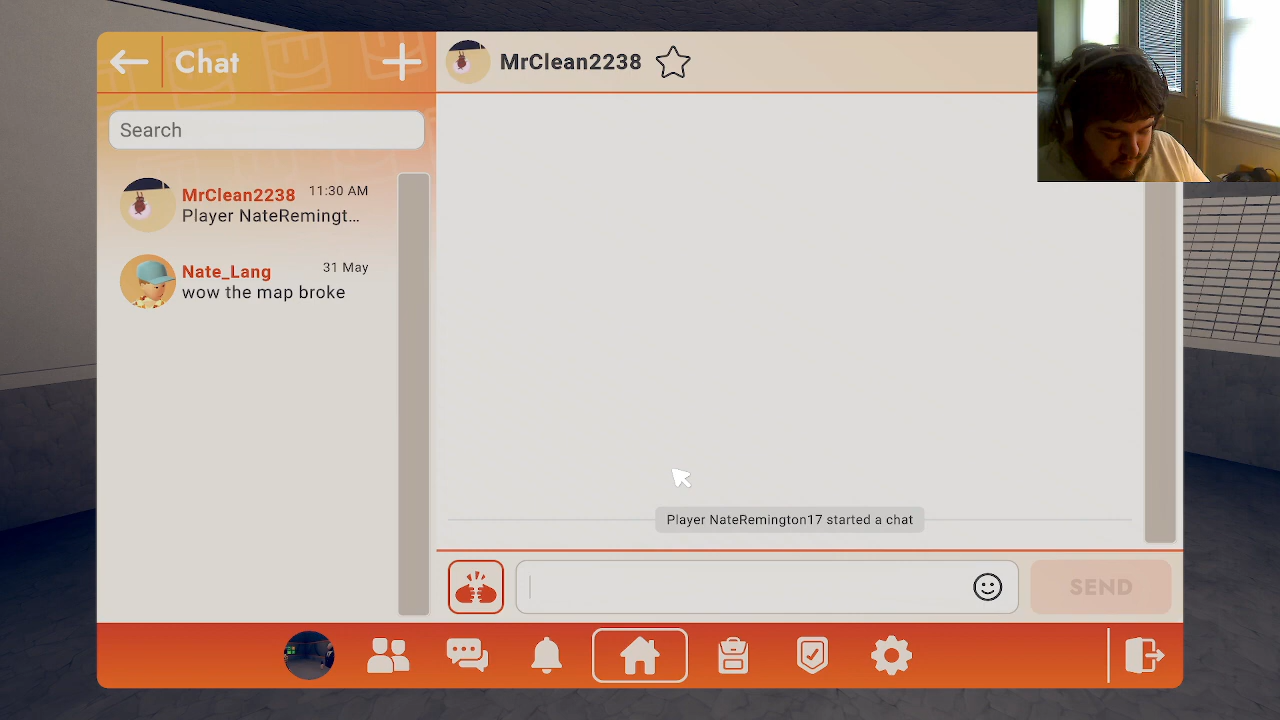 Chat
MrClean2238
Search
MrClean2238 11:30 AM
Player NateRemingt...
Nate_Lang 31 May
wow the map broke
Player NateRemington17 started a chat
SEND